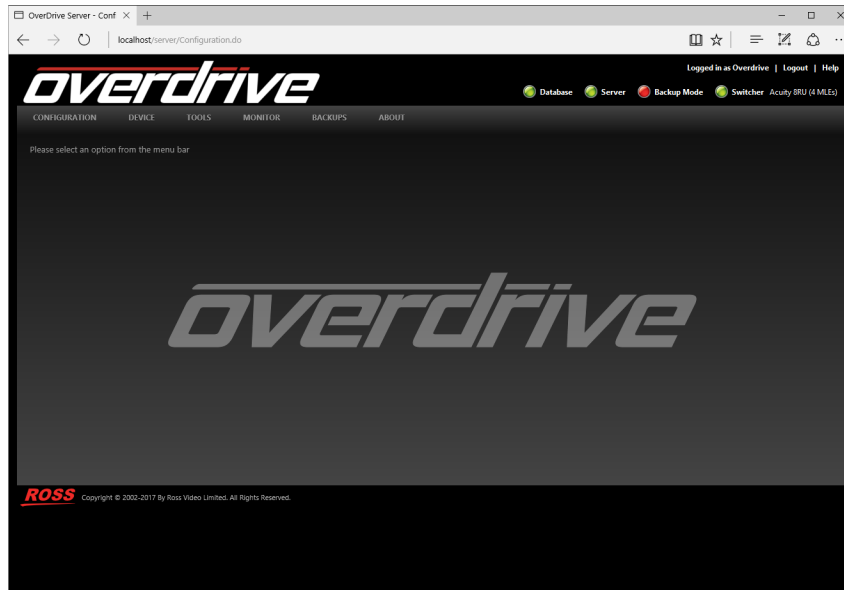 OverDrive Server - Conf
localhost/server/Configuration.do
Logged in as Overdrive | Logout | Help
overdrive
Database Server Backup Mode Switcher Acuity 8RU (4 MLEs)
CONFIGURATION DEVICE TOOLS MONITOR BACKUPS ABOUT
Please select an option from the menu bar
overdrive
ROSS Copyright © 2002-2017 By Ross Video Limited. All Rights Reserved.